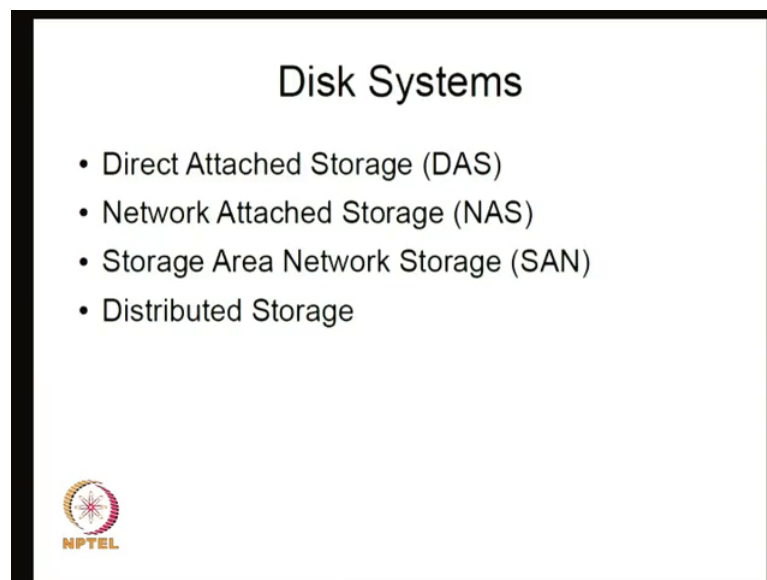 Disk Systems
• Direct Attached Storage (DAS)
• Network Attached Storage (NAS)
• Storage Area Network Storage (SAN)
• Distributed Storage
NPTEL